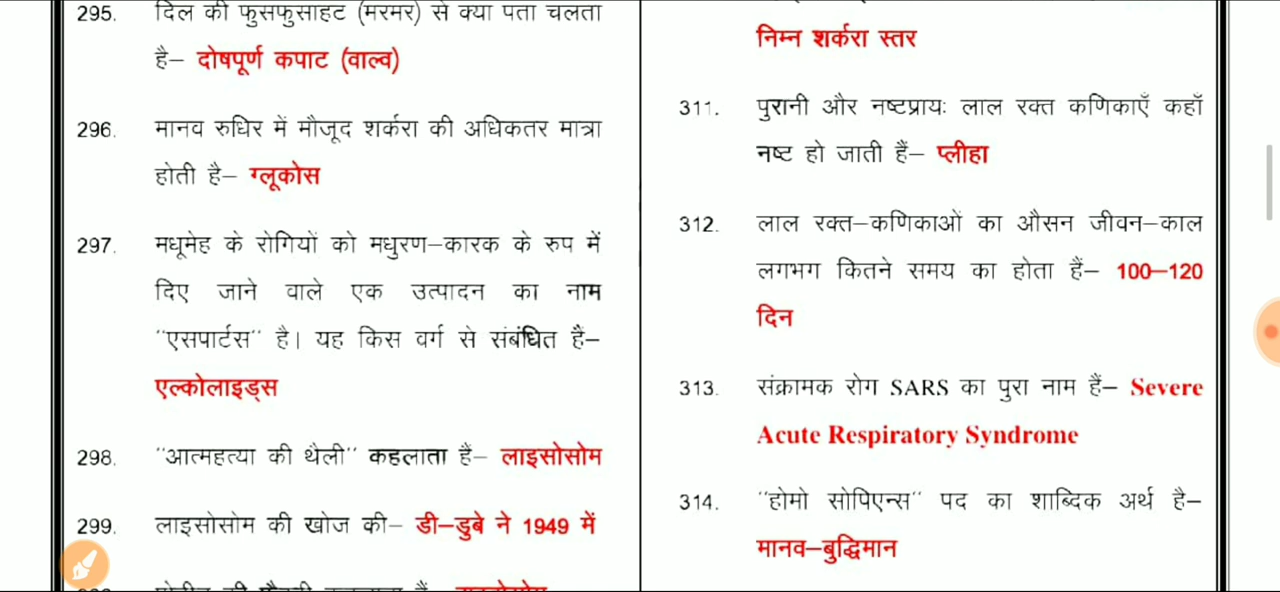 295. दिल की फुसफुसाहट (मरमर) से क्या पता चलता
है– दोषपूर्ण कपाट (वाल्व)
296. मानव रुधिर में मौजूद शर्करा की अधिकतर मात्रा
होती है– ग्लूकोस
297. मधूमेह के रोगियों को मधुरण–कारक के रुप में
दिए जाने वाले एक उत्पादन का नाम
“एसपार्टस” है। यह किस वर्ग से संबंधित हैं–
एल्कोलाइड्स
298. “आत्महत्या की थैली” कहलाता हैं– लाइसोसोम
299. लाइसोसोम की खोज की– डी–डुबे ने 1949 में
निम्न शर्करा स्तर
311. पुरानी और नष्टप्रायः लाल रक्त कणिकाएँ कहाँ
नष्ट हो जाती हैं– प्लीहा
312. लाल रक्त–कणिकाओं का औसन जीवन–काल
लगभग कितने समय का होता हैं– 100–120
दिन
313. संक्रामक रोग SARS का पुरा नाम हैं– Severe
Acute Respiratory Syndrome
314. “होमो सोपिएन्स” पद का शाब्दिक अर्थ है–
मानव–बुद्धिमान